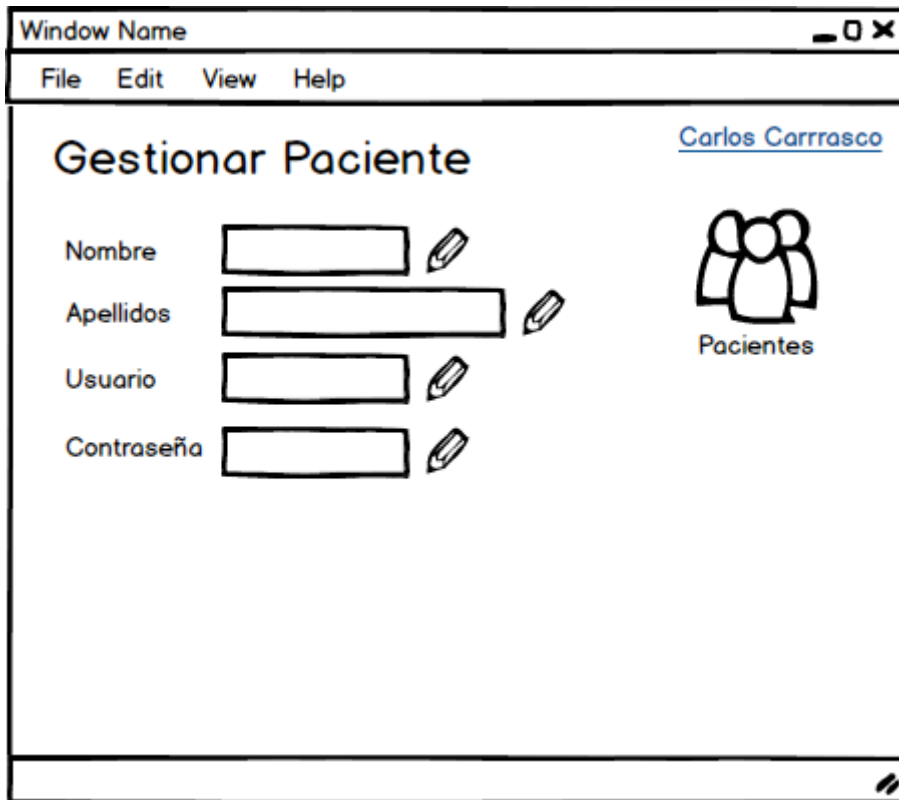 Window Name
File Edit View Help
Gestionar Paciente
Carlos Carrrasco
Nombre
Apellidos
Usuario
Contraseña
Pacientes